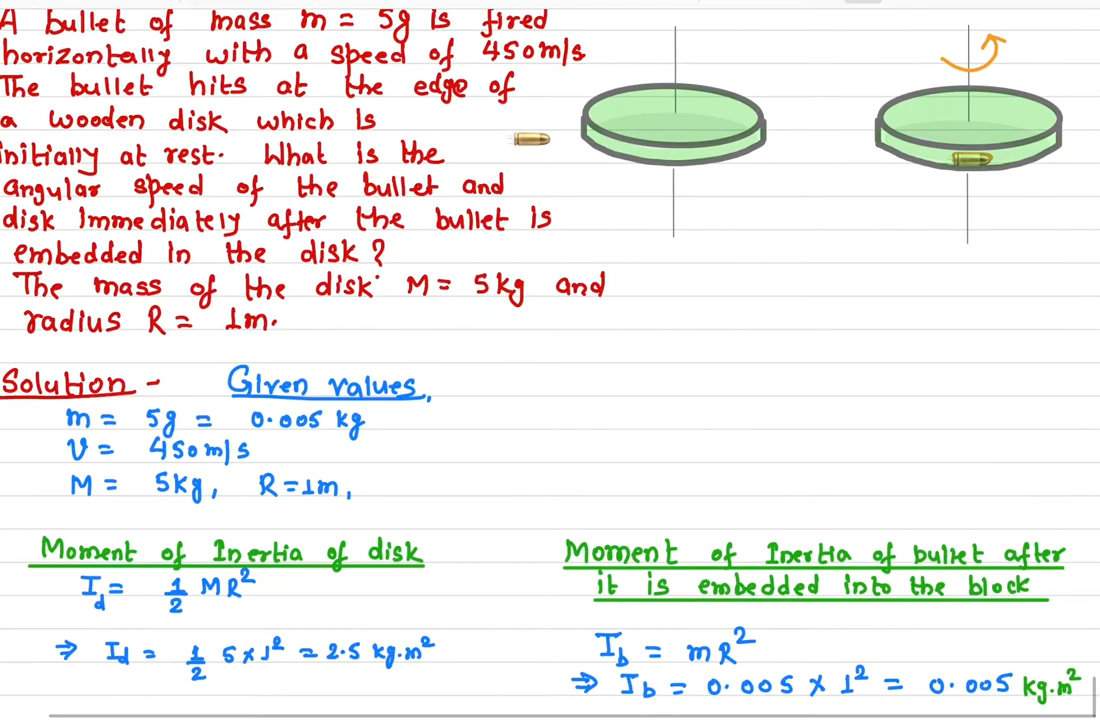 A bullet of mass m = 5g is fired
horizontally with a speed of 450m/s.
The bullet hits at the edge of
a wooden disk which is
initially at rest. What is the
angular speed of the bullet and
disk immediately after the bullet is
embedded in the disk?
The mass of the disk M = 5kg and
radius R = 1m.
Solution - Given values,
m = 5g = 0.005 kg
V = 450m/s
M = 5kg, R=1m,
Moment of Inertia of disk
I_d = 1/2 MR²
⇒ I_d = 1/2 5×1² = 2.5 kg.m²
Moment of Inertia of bullet after
it is embedded into the block
I_b = mR²
⇒ I_b = 0.005 × 1² = 0.005 kg.m²